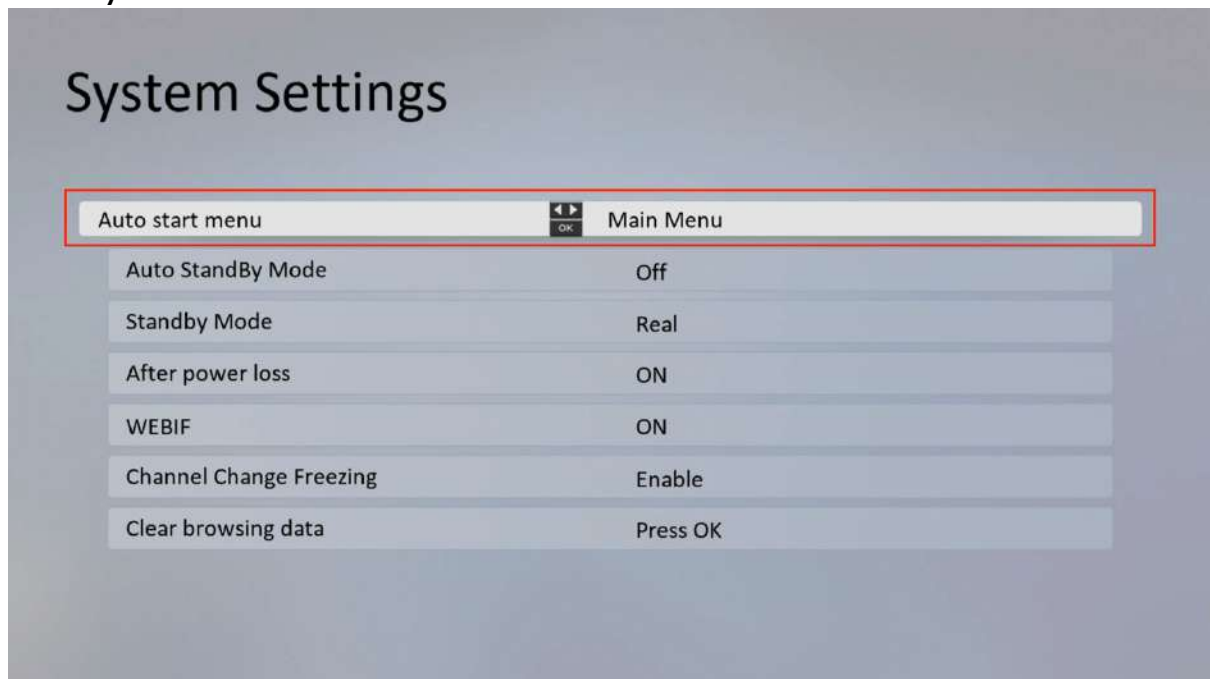 System Settings
Auto start menu OK Main Menu
Auto StandBy Mode Off
Standby Mode Real
After power loss ON
WEBIF ON
Channel Change Freezing Enable
Clear browsing data Press OK